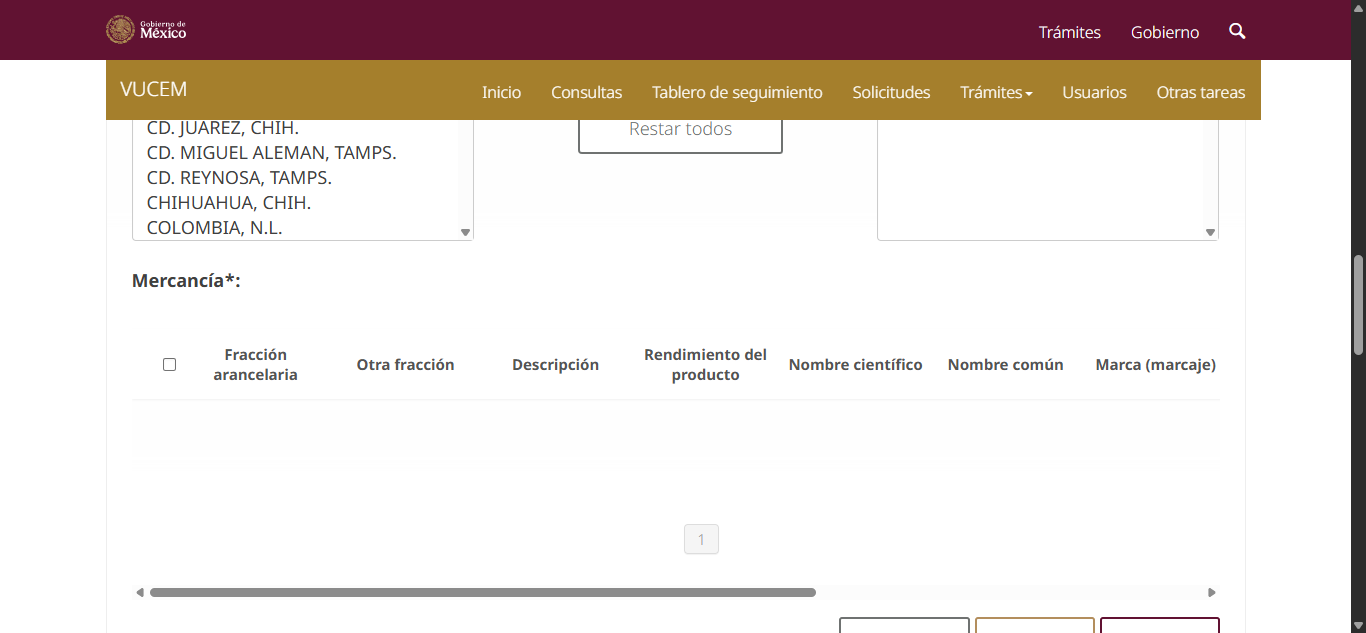 Gobierno de
México
Trámites
Gobierno
VUCEM
Inicio
Consultas
Tablero de seguimiento
Solicitudes
Trámites
Usuarios
Otras tareas
CD. JUAREZ, CHIH.
CD. MIGUEL ALEMAN, TAMPS.
CD. REYNOSA, TAMPS.
CHIHUAHUA, CHIH.
COLOMBIA, N.L.
Restar todos
Mercancía*:
Fracción
arancelaria
Otra fracción
Descripción
Rendimiento del
producto
Nombre científico
Nombre común
Marca (marcaje)
1